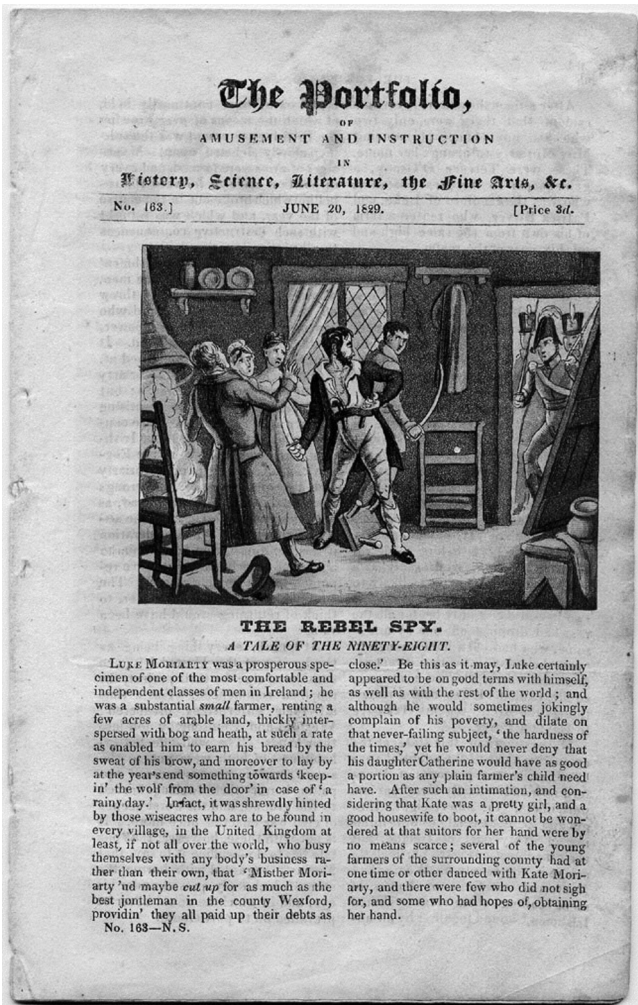 The Portfolio,
OF
AMUSEMENT AND INSTRUCTION
IN
History, Science, Literature, the Fine Arts, &c.
No. 163.] JUNE 20, 1829. [Price 3d.
THE REBEL SPY.
A TALE OF THE NINETY-EIGHT.
LUKE MORIARTY was a prosperous spe-
cimen of one of the most comfortable and
independent classes of men in Ireland; he
was a substantial small farmer, renting a
few acres of arable land, thickly inter-
spersed with bog and heath, at such a rate
as enabled him to earn his bread by the
sweat of his brow, and moreover to lay by
at the year's end something towards 'keep-
in' the wolf from the door' in case of 'a
rainy day.' In fact, it was shrewdly hinted
by those wiseacres who are to be found in
every village, in the United Kingdom at
least, if not all over the world, who busy
themselves with any body's business ra-
ther than their own, that 'Misther Mori-
arty 'nd maybe cut up for as much as the
best jontleman in the county Wexford,
providin' they all paid up their debts as
No. 163—N. S.
close.' Be this as it may, Luke certainly
appeared to be on good terms with himself,
as well as with the rest of the world; and
although he would sometimes jokingly
complain of his poverty, and dilate on
that never-failing subject, 'the hardness of
the times,' yet he would never deny that
his daughter Catherine would have as good
a portion as any plain farmer's child need
have. After such an intimation, and con-
sidering that Kate was a pretty girl, and a
good housewife to boot, it cannot be won-
dered at that suitors for her hand were by
no means scarce; several of the young
farmers of the surrounding county had at
one time or other danced with Kate Mori-
arty, and there were few who did not sigh
for, and some who had hopes of, obtaining
her hand.